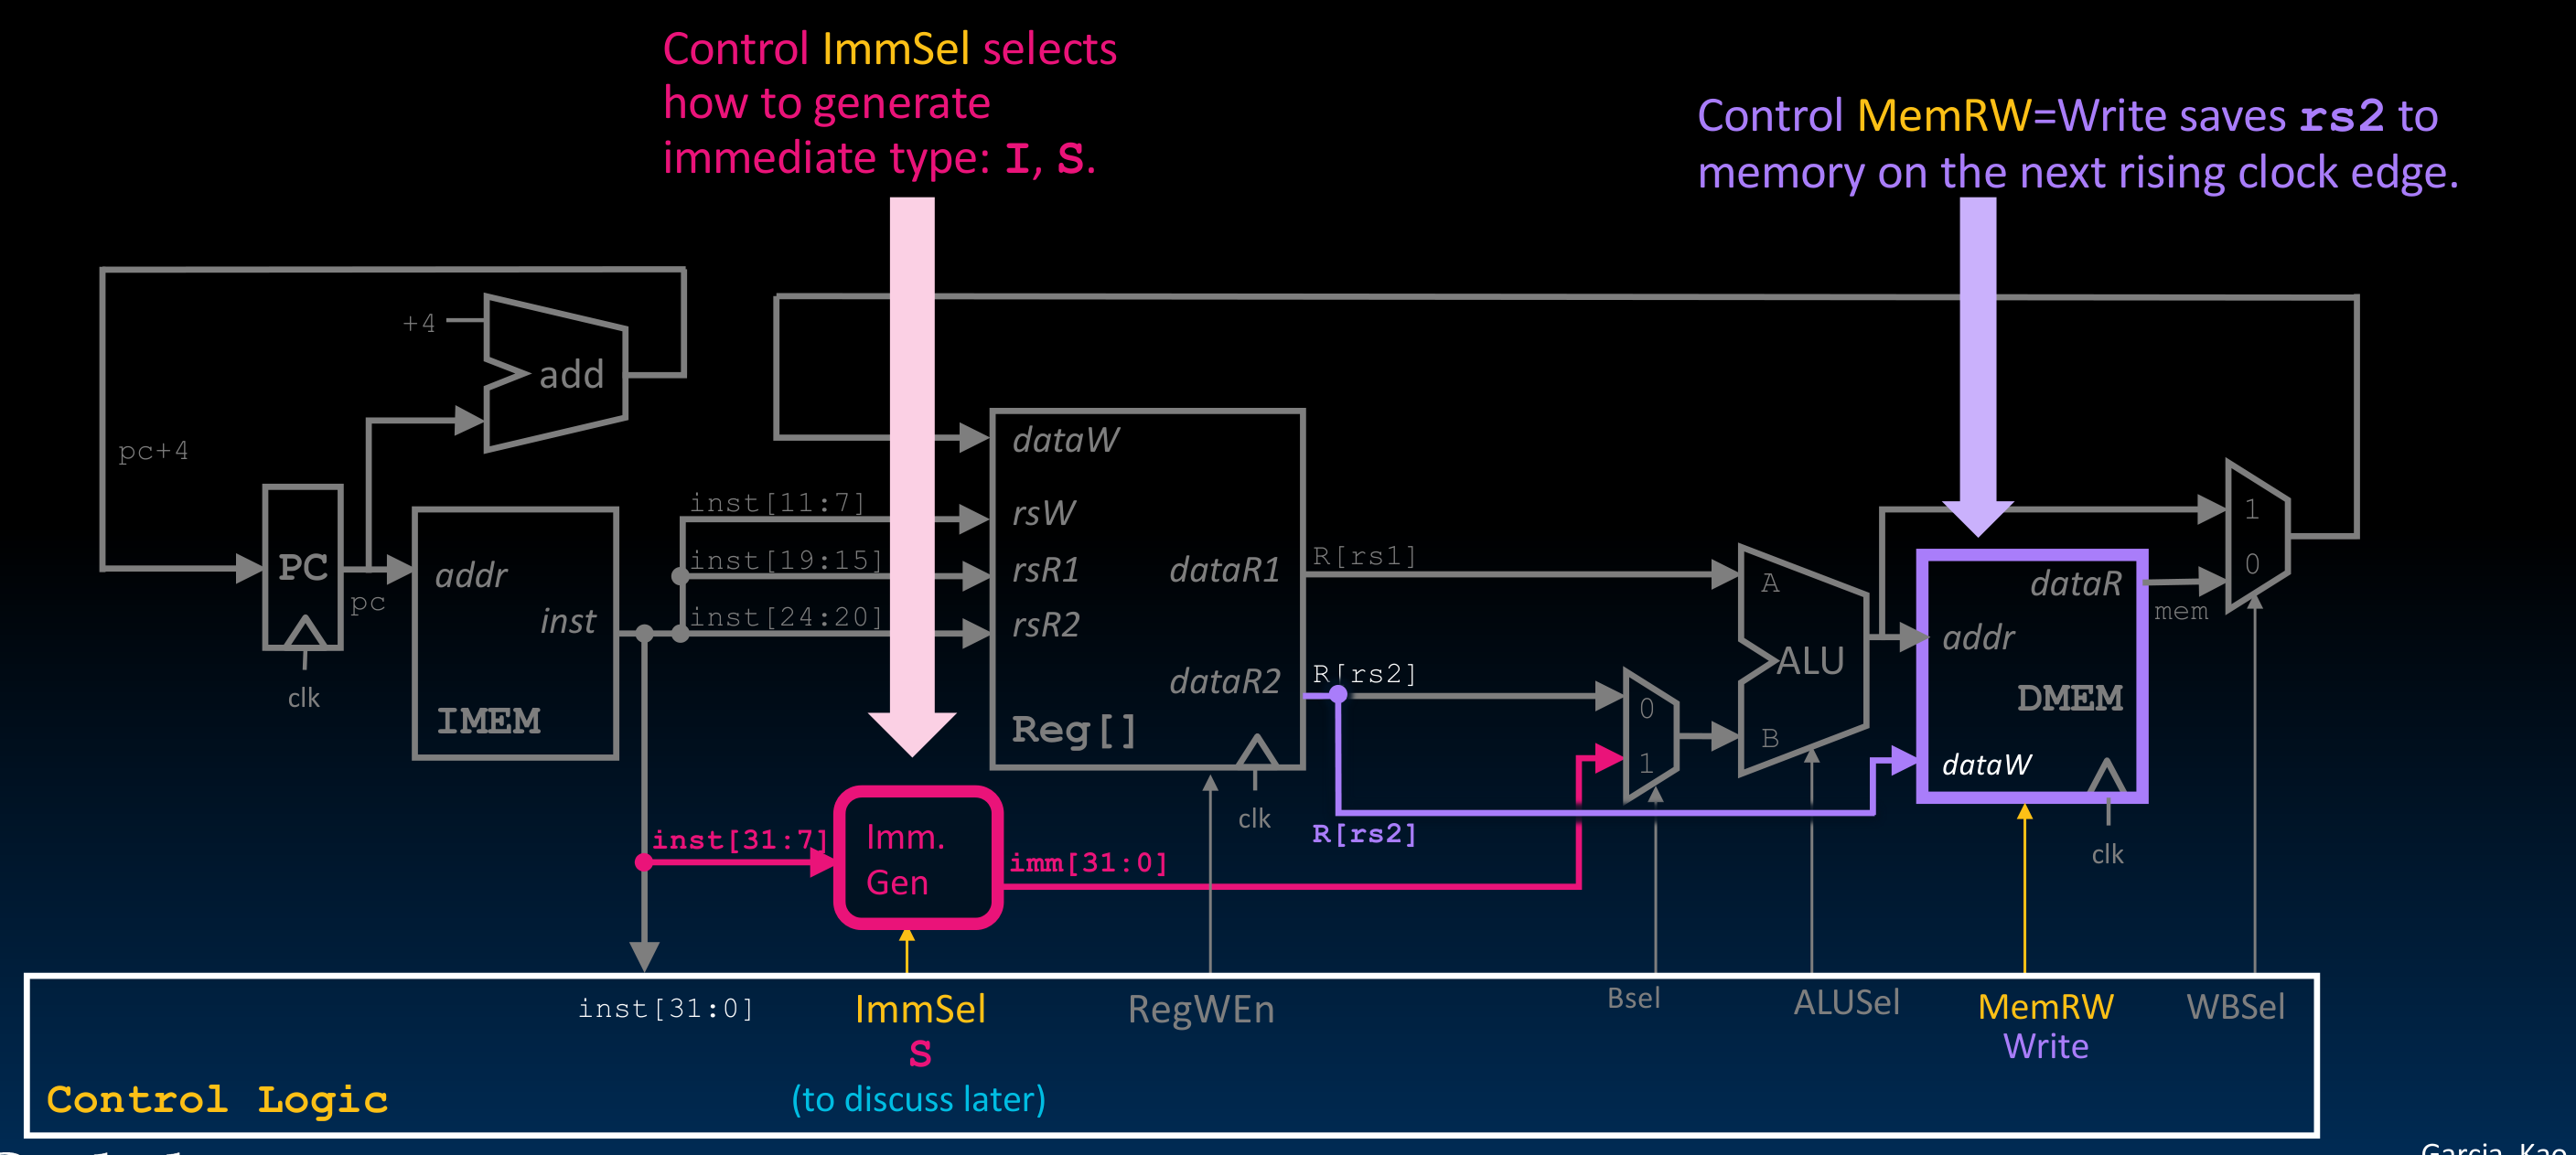 Control ImmSel selects
how to generate
immediate type: I, S.
Control MemRW=Write saves rs2 to
memory on the next rising clock edge.
+4
add
pc+4
PC
clk
pc
addr
inst
IMEM
inst[11:7]
inst[19:15]
inst[24:20]
dataW
rsW
rsR1
rsR2
dataR1
dataR2
Reg[]
clk
R[rs1]
R[rs2]
R[rs2]
inst[31:7]
Imm.
Gen
imm[31:0]
0
1
A
B
ALU
dataR
addr
DMEM
dataW
clk
mem
1
0
inst[31:0]
ImmSel
S
(to discuss later)
RegWEn
Bsel
ALUSel
MemRW
Write
WBSel
Control Logic
Garcia, Kao